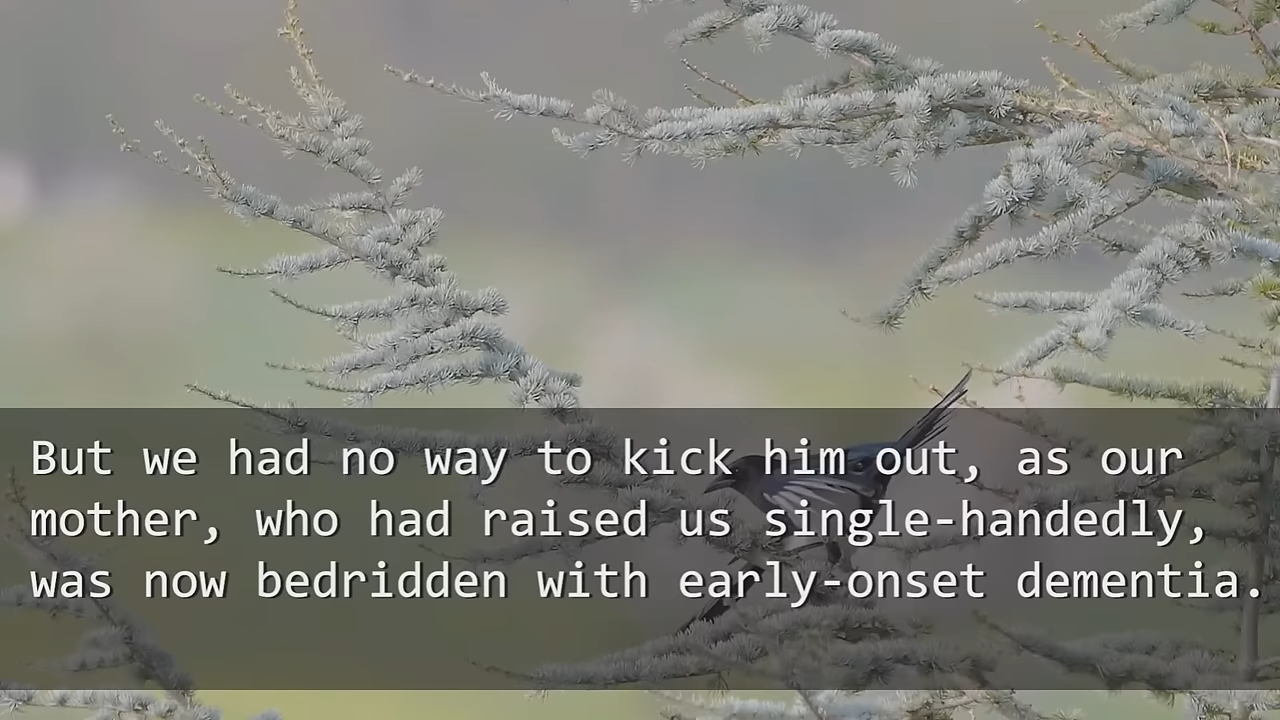 But we had no way to kick him out, as our
mother, who had raised us single-handedly,
was now bedridden with early-onset dementia.